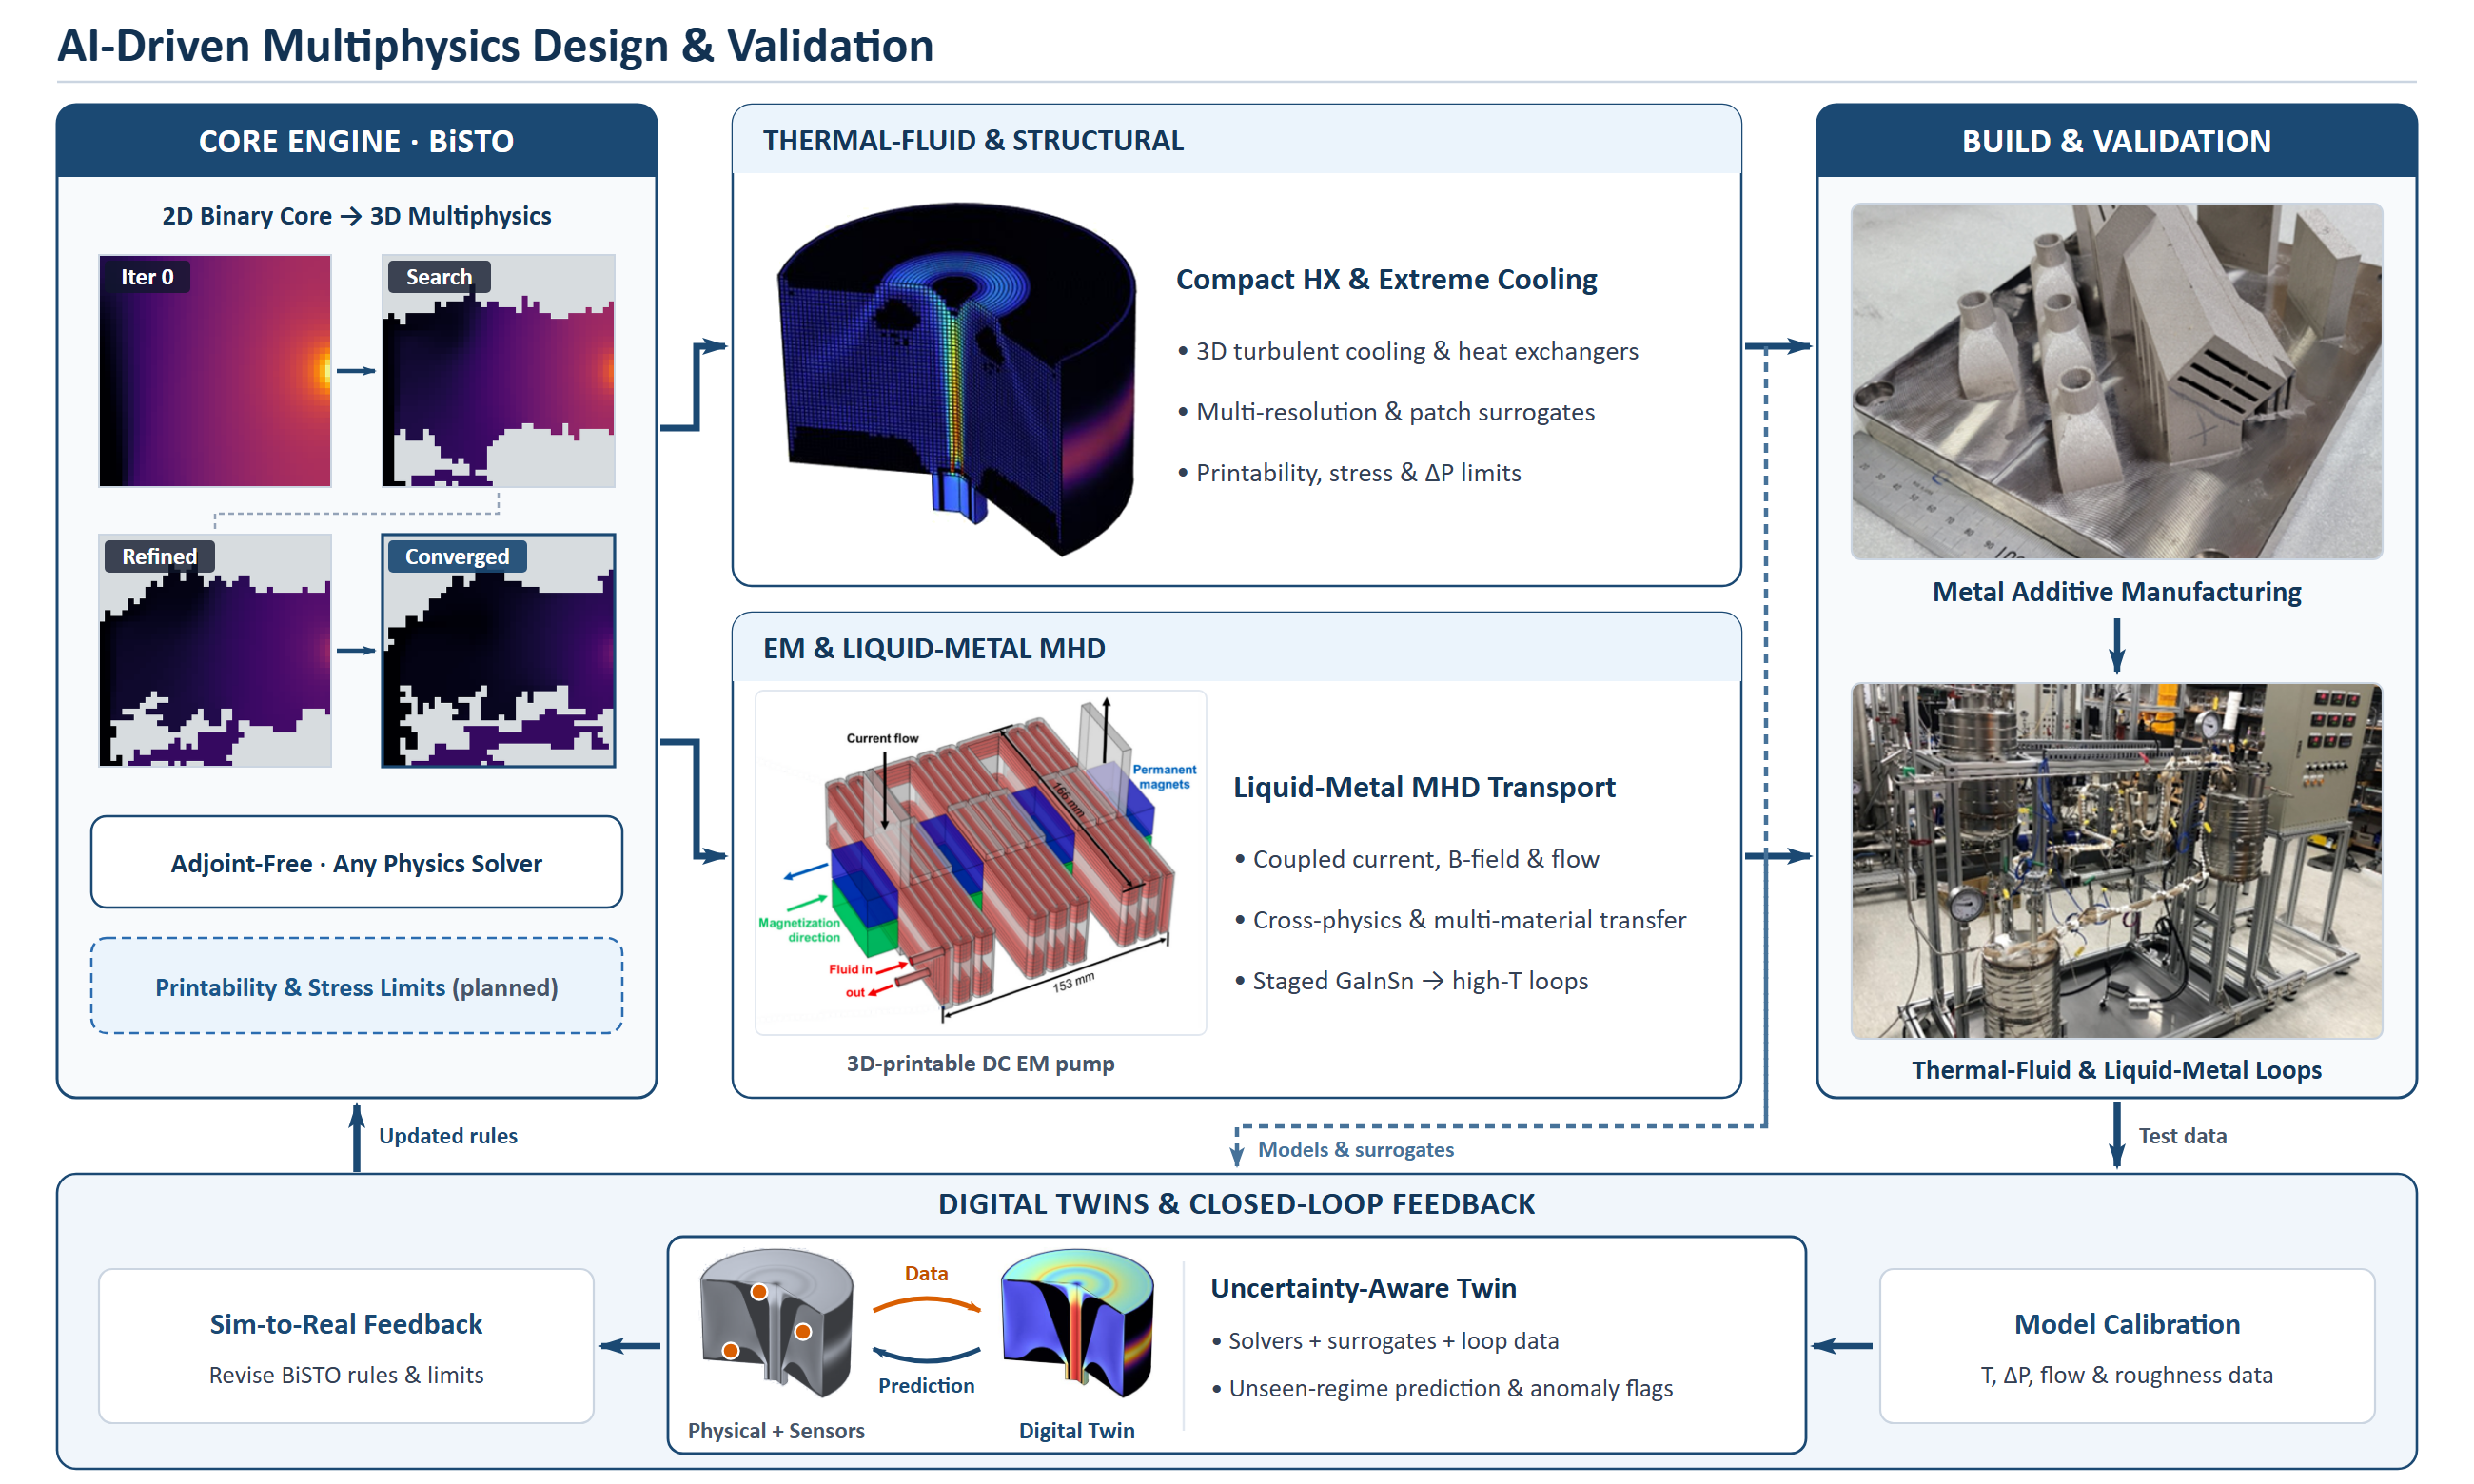 AI-Driven Multiphysics Design & Validation
CORE ENGINE · BiSTO
2D Binary Core → 3D Multiphysics
Iter 0
Search
Refined
Converged
Adjoint-Free · Any Physics Solver
Printability & Stress Limits (planned)
THERMAL-FLUID & STRUCTURAL
Compact HX & Extreme Cooling
• 3D turbulent cooling & heat exchangers
• Multi-resolution & patch surrogates
• Printability, stress & ΔP limits
EM & LIQUID-METAL MHD
Current flow
Permanent
magnets
166 mm
Magnetization
direction
Fluid in
out
153 mm
3D-printable DC EM pump
Liquid-Metal MHD Transport
• Coupled current, B-field & flow
• Cross-physics & multi-material transfer
• Staged GaInSn → high-T loops
BUILD & VALIDATION
Metal Additive Manufacturing
Thermal-Fluid & Liquid-Metal Loops
Updated rules
Models & surrogates
Test data
DIGITAL TWINS & CLOSED-LOOP FEEDBACK
Sim-to-Real Feedback
Revise BiSTO rules & limits
Data
Prediction
Physical + Sensors
Digital Twin
Uncertainty-Aware Twin
• Solvers + surrogates + loop data
• Unseen-regime prediction & anomaly flags
Model Calibration
T, ΔP, flow & roughness data